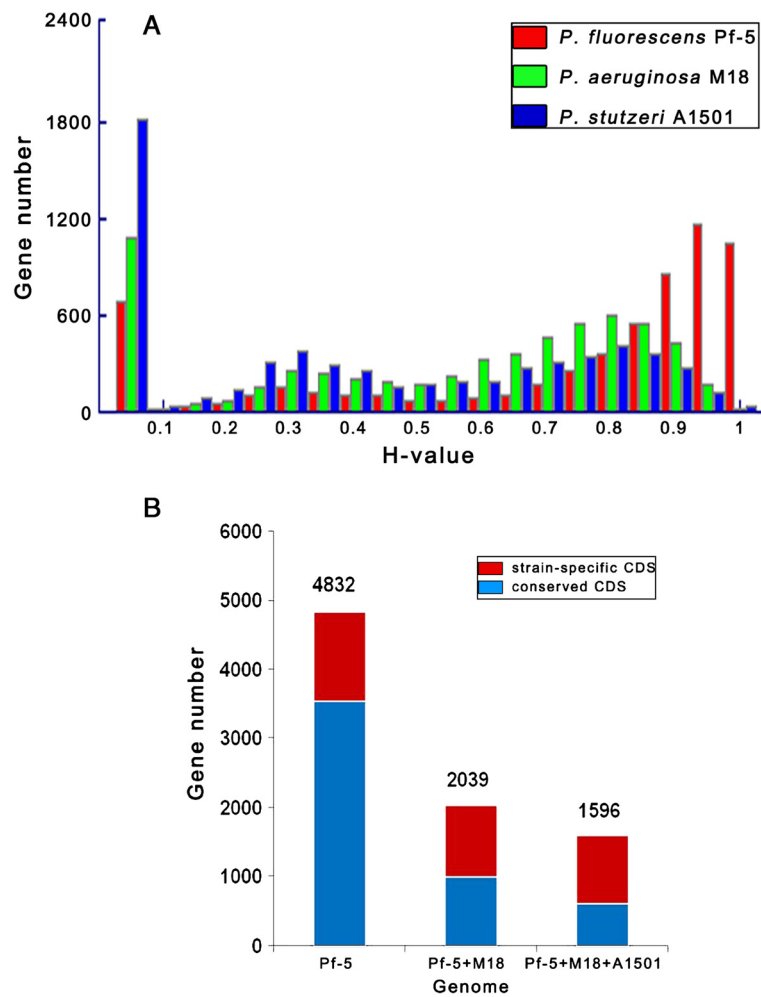 A
2400
1800
1200
600
0
Gene number
P. fluorescens Pf-5
P. aeruginosa M18
P. stutzeri A1501
0.1 0.2 0.3 0.4 0.5 0.6 0.7 0.8 0.9 1
H-value
B
6000
5000
4000
3000
2000
1000
0
Gene number
strain-specific CDS
conserved CDS
4832
2039
1596
Pf-5 Pf-5+M18 Pf-5+M18+A1501
Genome